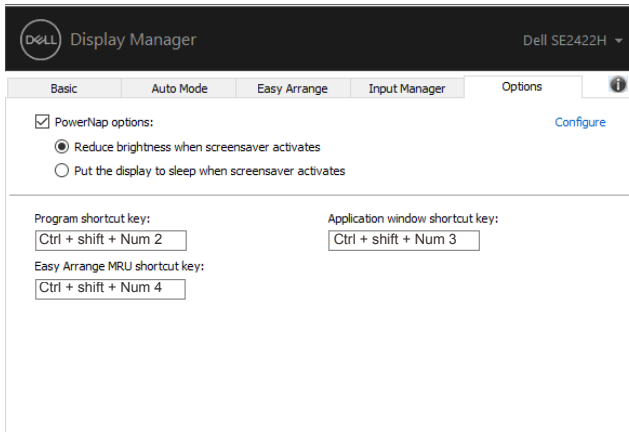 DELL Display Manager Dell SE2422H
Basic Auto Mode Easy Arrange Input Manager Options
PowerNap options: Configure
Reduce brightness when screensaver activates
Put the display to sleep when screensaver activates
Program shortcut key: Application window shortcut key:
Ctrl + shift + Num 2 Ctrl + shift + Num 3
Easy Arrange MRU shortcut key:
Ctrl + shift + Num 4